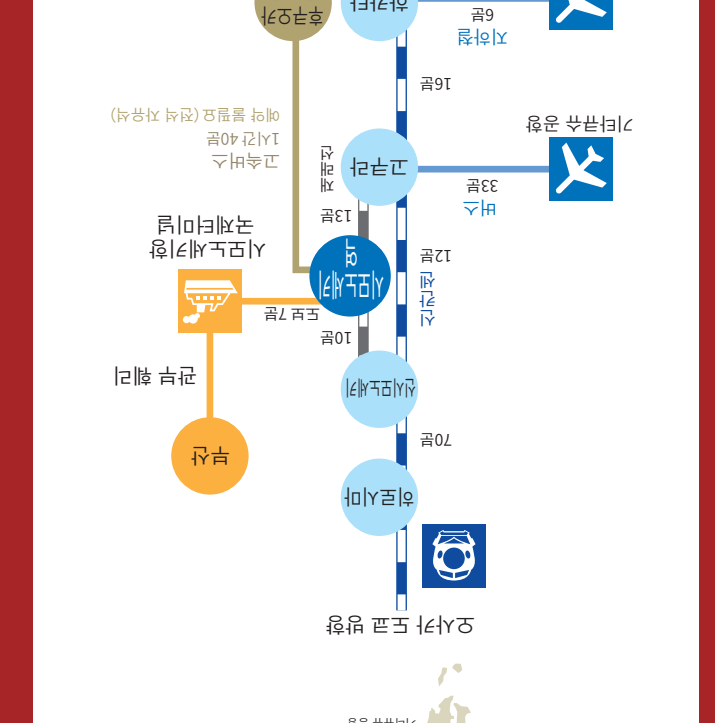 오사카 도쿄 방향
히로시마
70분
부산
신시모노세키
관부 훼리
10분
도보 7분
신칸센
시모노세키
역
12분
시모노세키항
국제터미널
13분
버스
33분
재래선
고쿠라
고속버스
1시간 40분
예약 불필요(전석 자유석)
기타큐슈 공항
16분
지하철
6분
하카타
후쿠오카